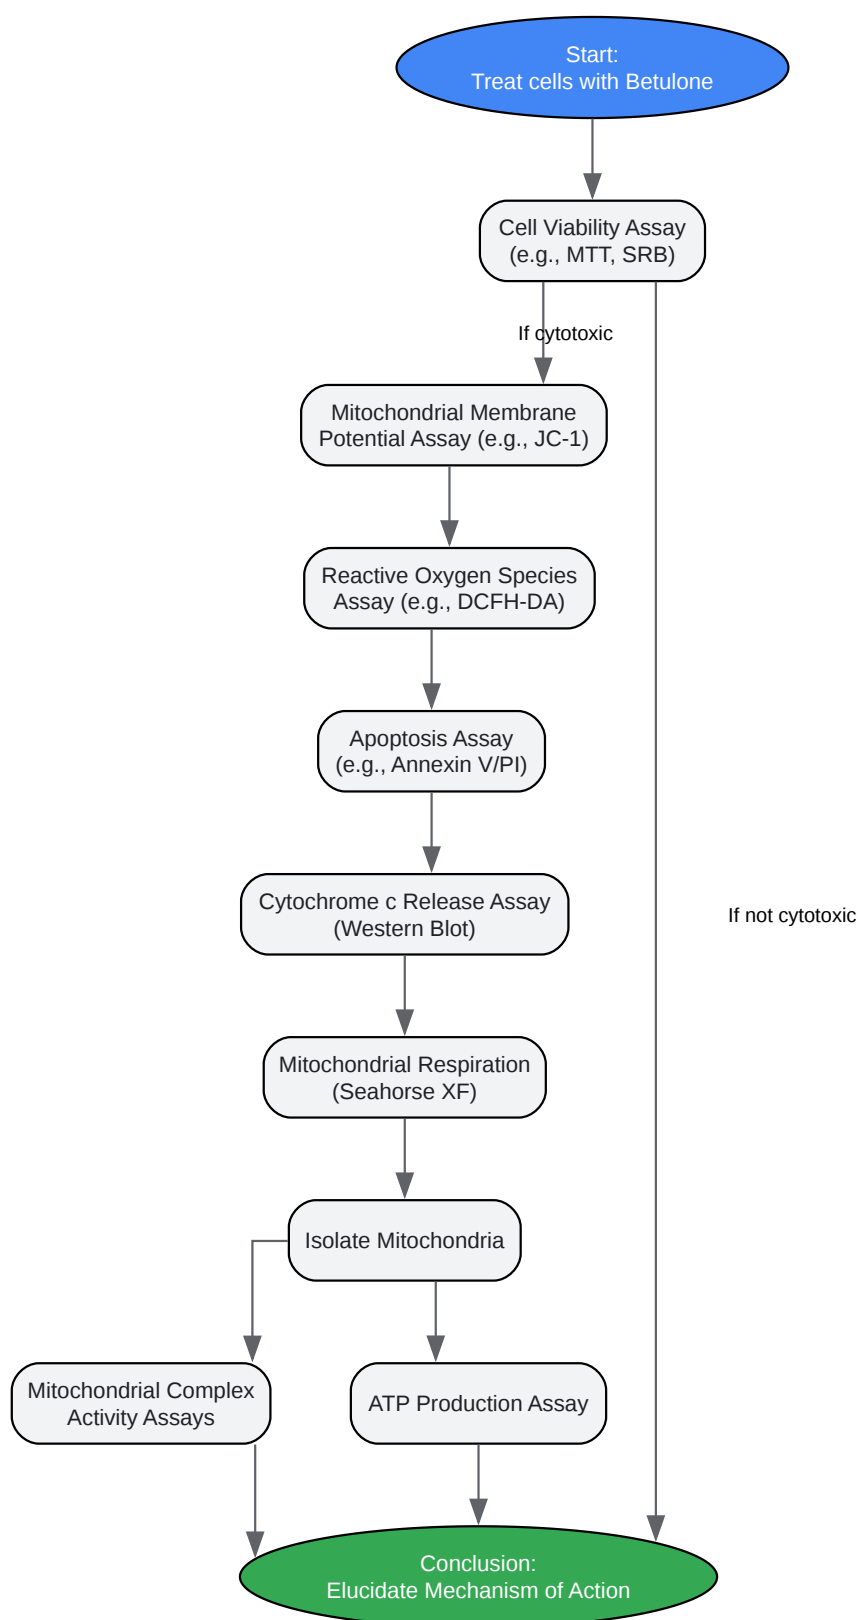 Start:
Treat cells with Betulone
Cell Viability Assay
(e.g., MTT, SRB)
If cytotoxic
Mitochondrial Membrane
Potential Assay (e.g., JC-1)
Reactive Oxygen Species
Assay (e.g., DCFH-DA)
Apoptosis Assay
(e.g., Annexin V/PI)
Cytochrome c Release Assay
(Western Blot)
If not cytotoxic
Mitochondrial Respiration
(Seahorse XF)
Isolate Mitochondria
Mitochondrial Complex
Activity Assays
ATP Production Assay
Conclusion:
Elucidate Mechanism of Action